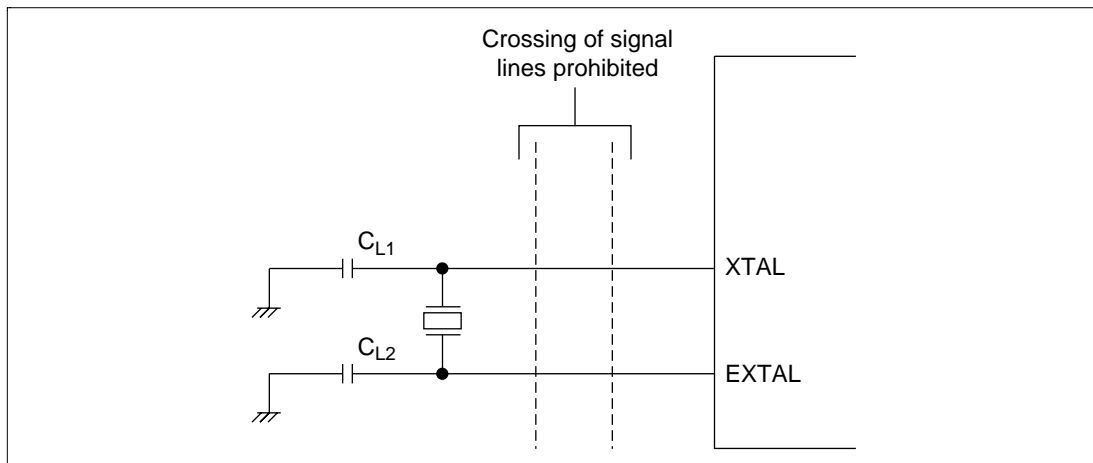 Crossing of signal
lines prohibited
CL1
XTAL
CL2
EXTAL